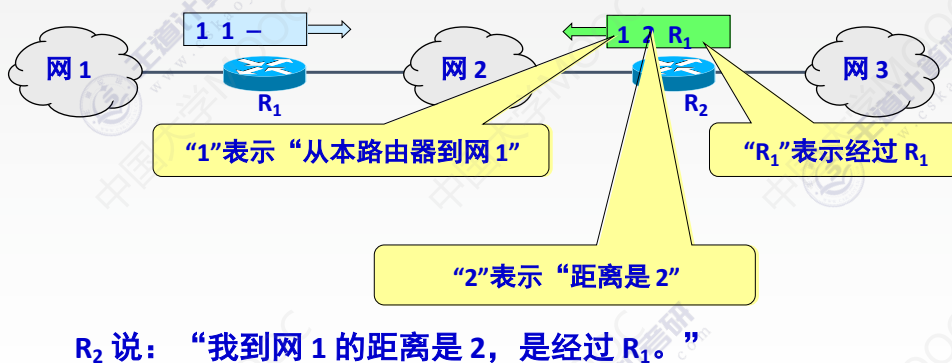 1 1 –
1 2 R₁
网 1
网 2
网 3
R₁
R₂
“1”表示“从本路由器到网 1”
“R₁”表示经过 R₁
“2”表示“距离是 2”
R₂ 说：“我到网 1 的距离是 2，是经过 R₁。”